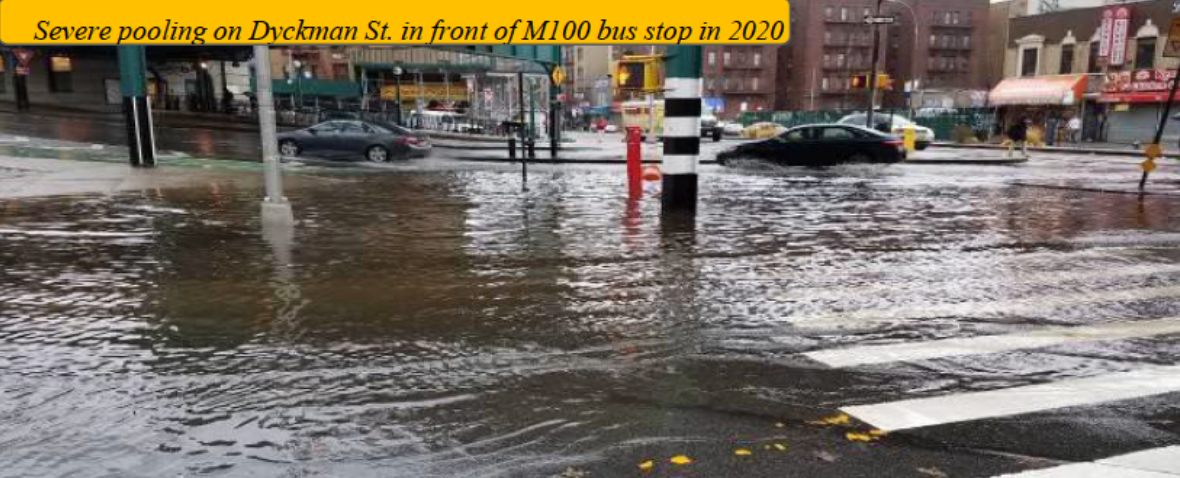 Severe pooling on Dyckman St. in front of M100 bus stop in 2020